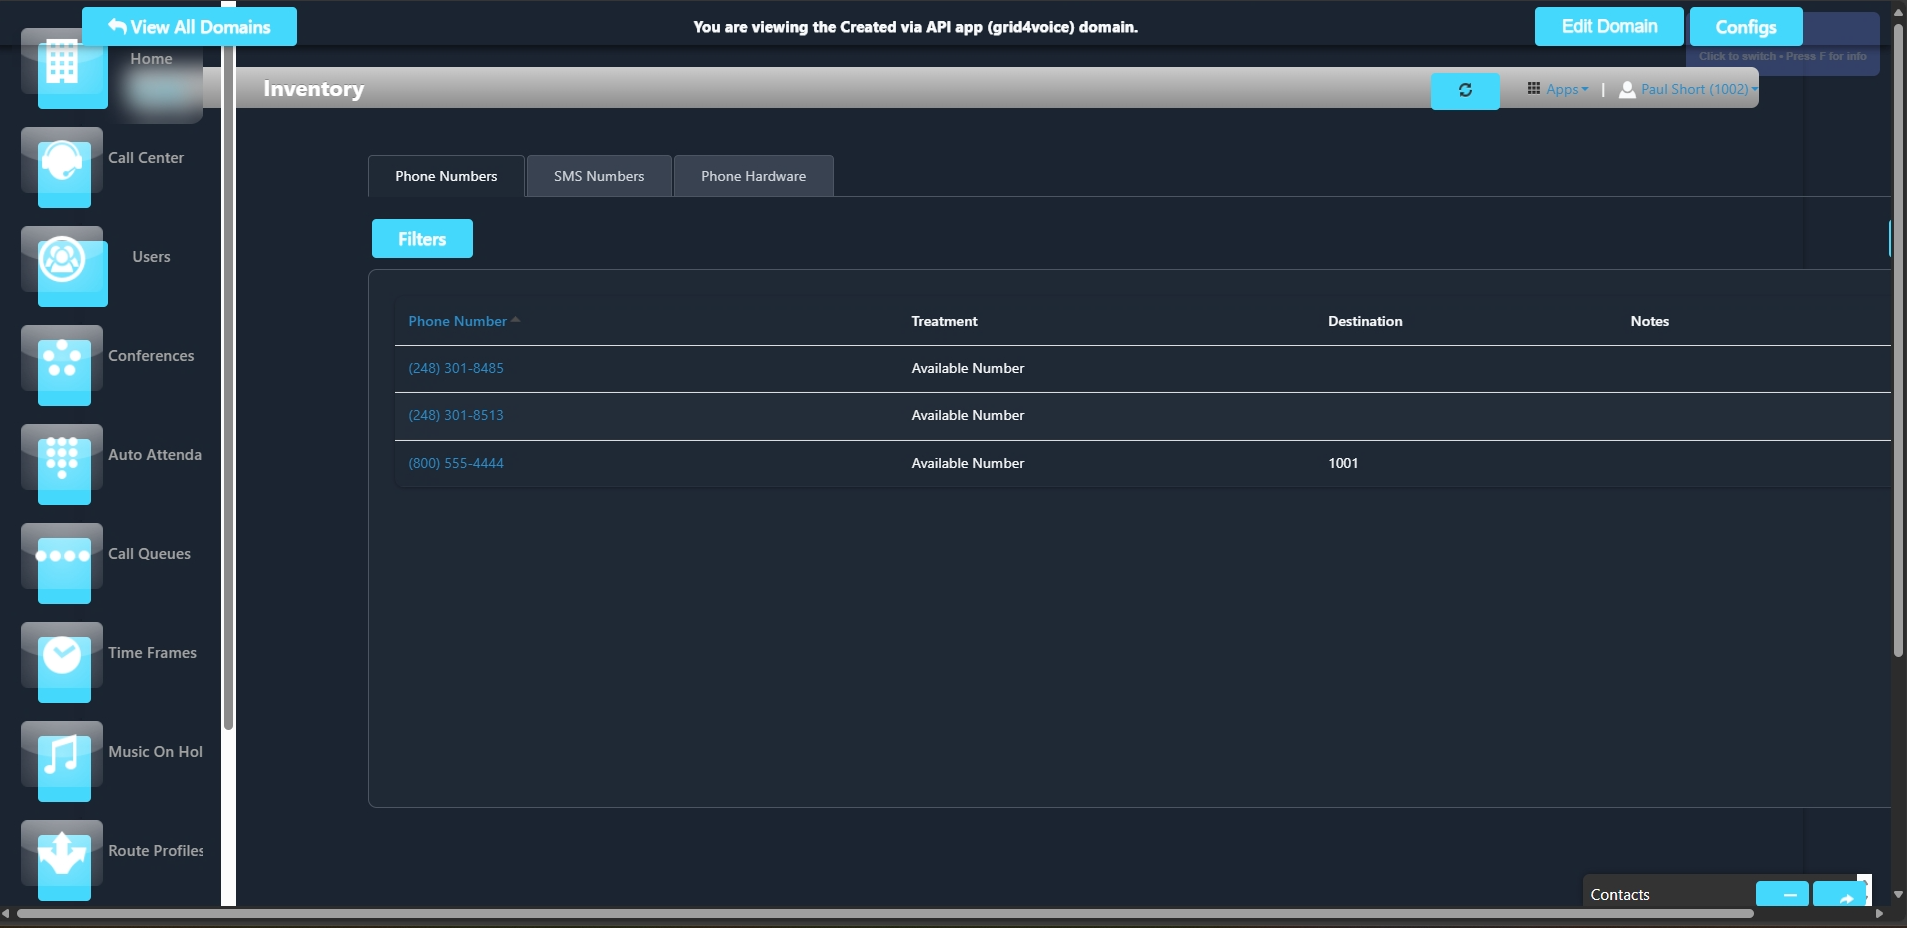 View All Domains
You are viewing the Created via API app (grid4voice) domain.
Edit Domain
Configs
Click to switch • Press F for info
Home
Inventory
Apps
|
Paul Short (1002)
Call Center
Users
Conferences
Auto Attenda
Call Queues
Time Frames
Music On Hol
Route Profiles
Phone Numbers
SMS Numbers
Phone Hardware
Filters
Phone Number Treatment Destination Notes
(248) 301-8485 Available Number
(248) 301-8513 Available Number
(800) 555-4444 Available Number 1001
Contacts